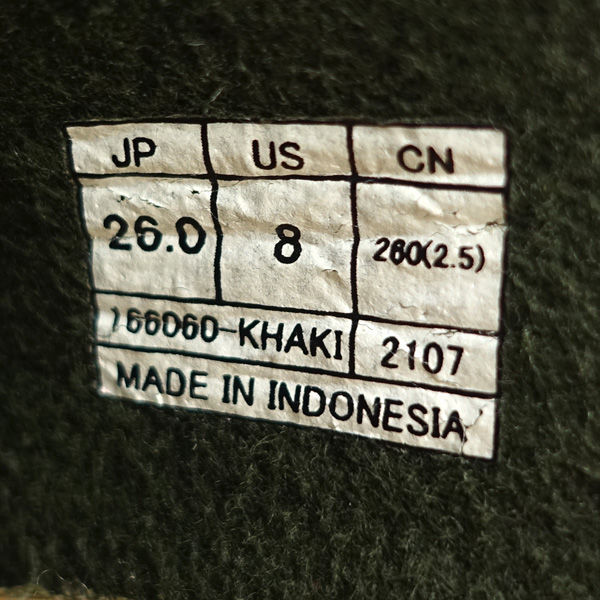 JP US CN
26.0 8 260(2.5)
166060-KHAKI 2107
MADE IN INDONESIA